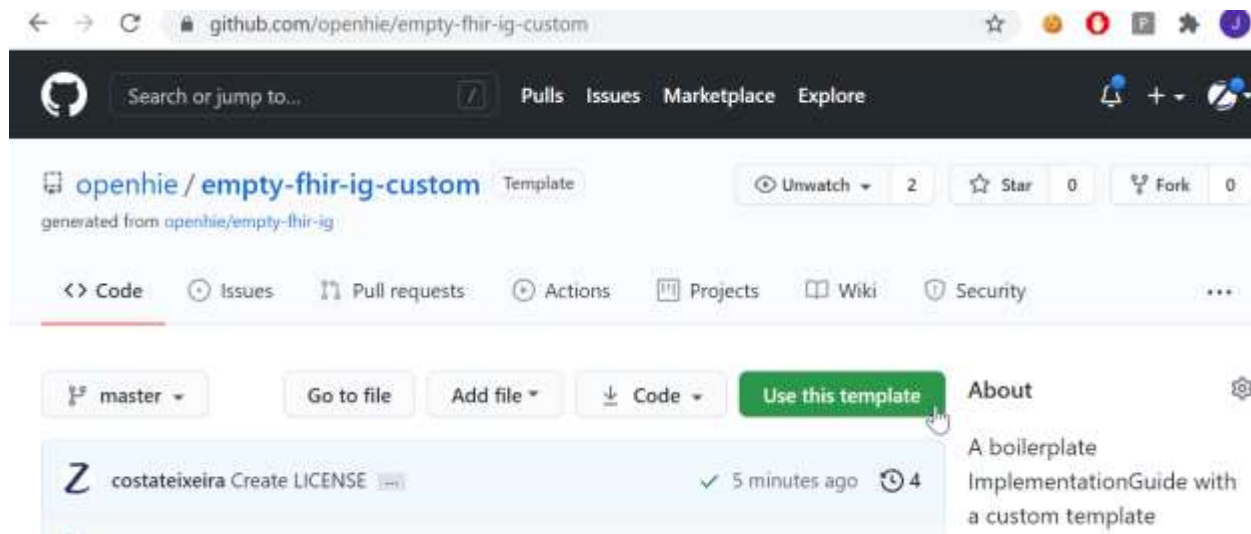 github.com/openhie/empty-fhir-ig-custom
Search or jump to... / Pulls Issues Marketplace Explore
openhie / empty-fhir-ig-custom Template Unwatch 2 Star 0 Fork 0
generated from openhie/empty-fhir-ig
<> Code Issues Pull requests Actions Projects Wiki Security ...
master Go to file Add file Code Use this template About
A boilerplate
Z costateixeira Create LICENSE ... 5 minutes ago 4 ImplementationGuide with
a custom template